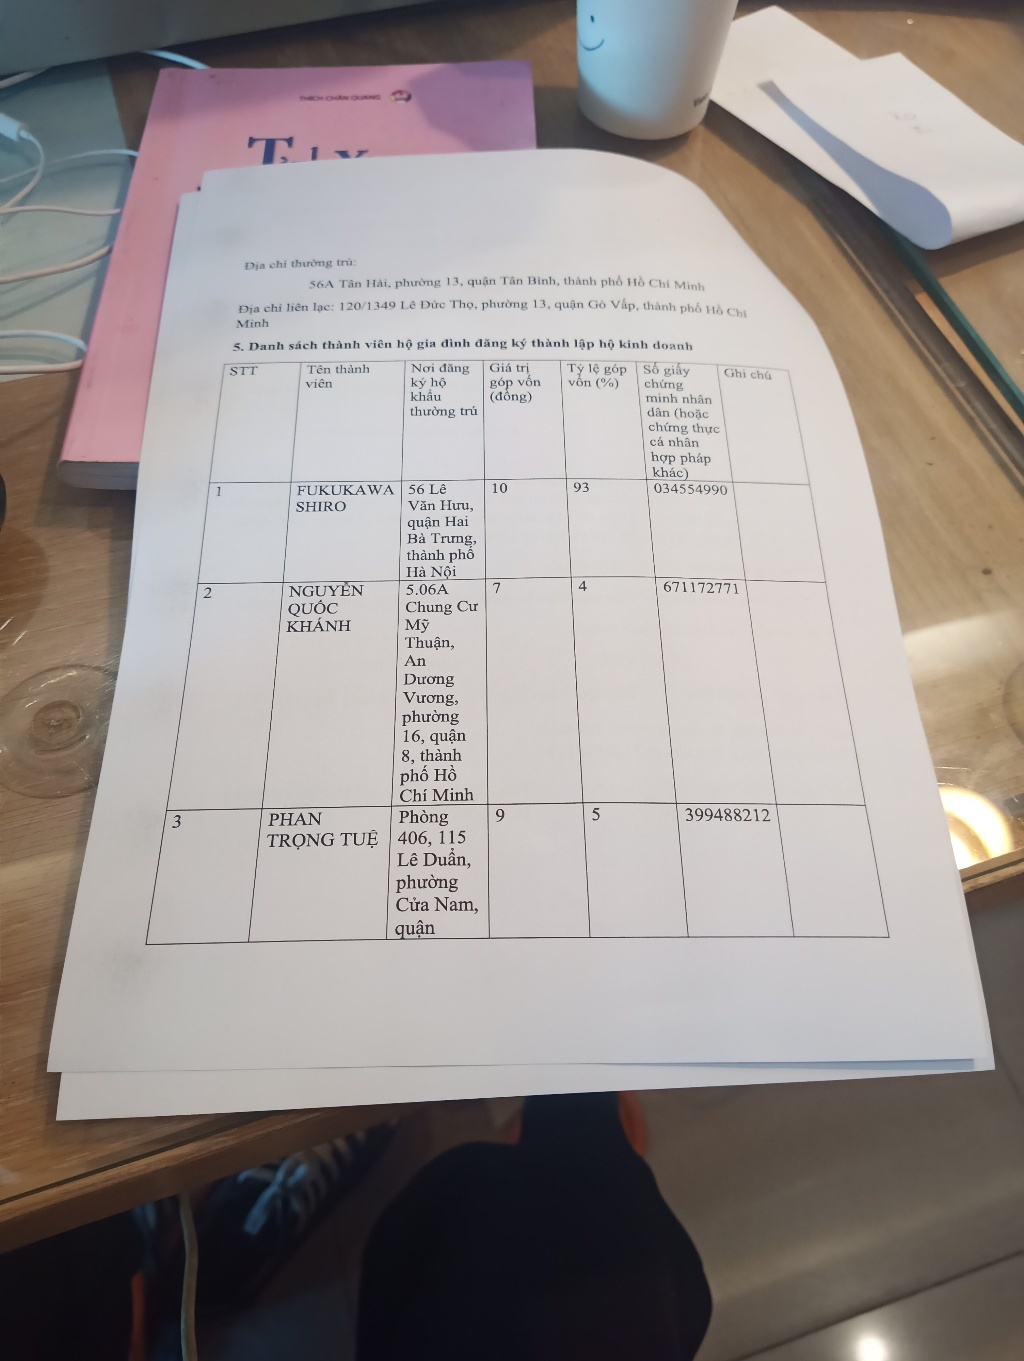 THÍCH CHÂN QUANG
Địa chỉ thường trú:
56A Tân Hải, phường 13, quận Tân Bình, thành phố Hồ Chí Minh
Địa chỉ liên lạc: 120/1349 Lê Đức Thọ, phường 13, quận Gò Vấp, thành phố Hồ Chí
Minh
5. Danh sách thành viên hộ gia đình đăng ký thành lập hộ kinh doanh
STT
Tên thành
viên
Nơi đăng
ký hộ
khẩu
thường trú
Giá trị
góp vốn
(đồng)
Tỷ lệ góp
vốn (%)
Số giấy
chứng
minh nhân
dân (hoặc
chứng thực
cá nhân
hợp pháp
khác)
Ghi chú
1
FUKUKAWA
SHIRO
56 Lê
Văn Hưu,
quận Hai
Bà Trưng,
thành phố
Hà Nội
10
93
034554990
2
NGUYỄN
QUỐC
KHÁNH
5.06A
Chung Cư
Mỹ
Thuận,
An
Dương
Vương,
phường
16, quận
8, thành
phố Hồ
Chí Minh
7
4
671172771
3
PHAN
TRỌNG TUỆ
Phòng
406, 115
Lê Duẩn,
phường
Cửa Nam,
quận
9
5
399488212